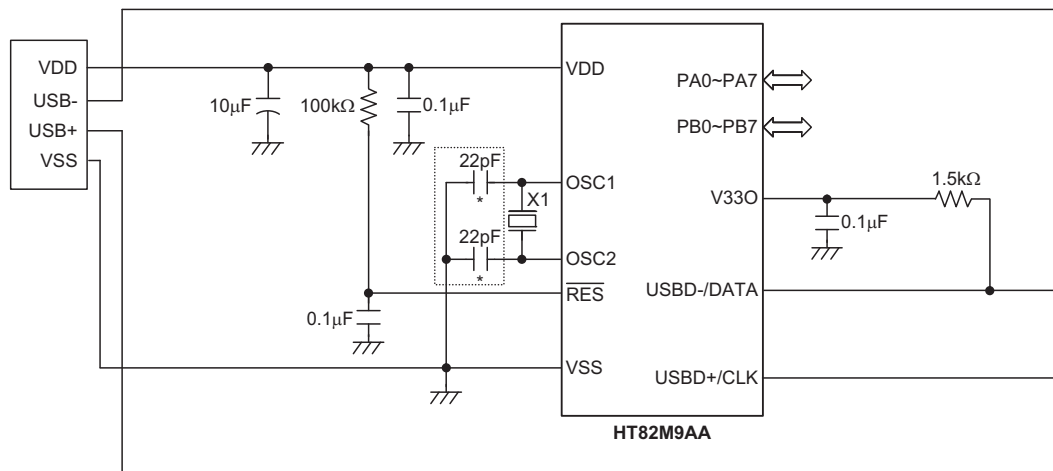 VDD
USB-
USB+
VSS
10μF
100kΩ
0.1μF
22pF
*
22pF
*
X1
0.1μF
VDD
OSC1
OSC2
RES
VSS
PA0~PA7
PB0~PB7
V33O
USBD-/DATA
USBD+/CLK
HT82M9AA
0.1μF
1.5kΩ